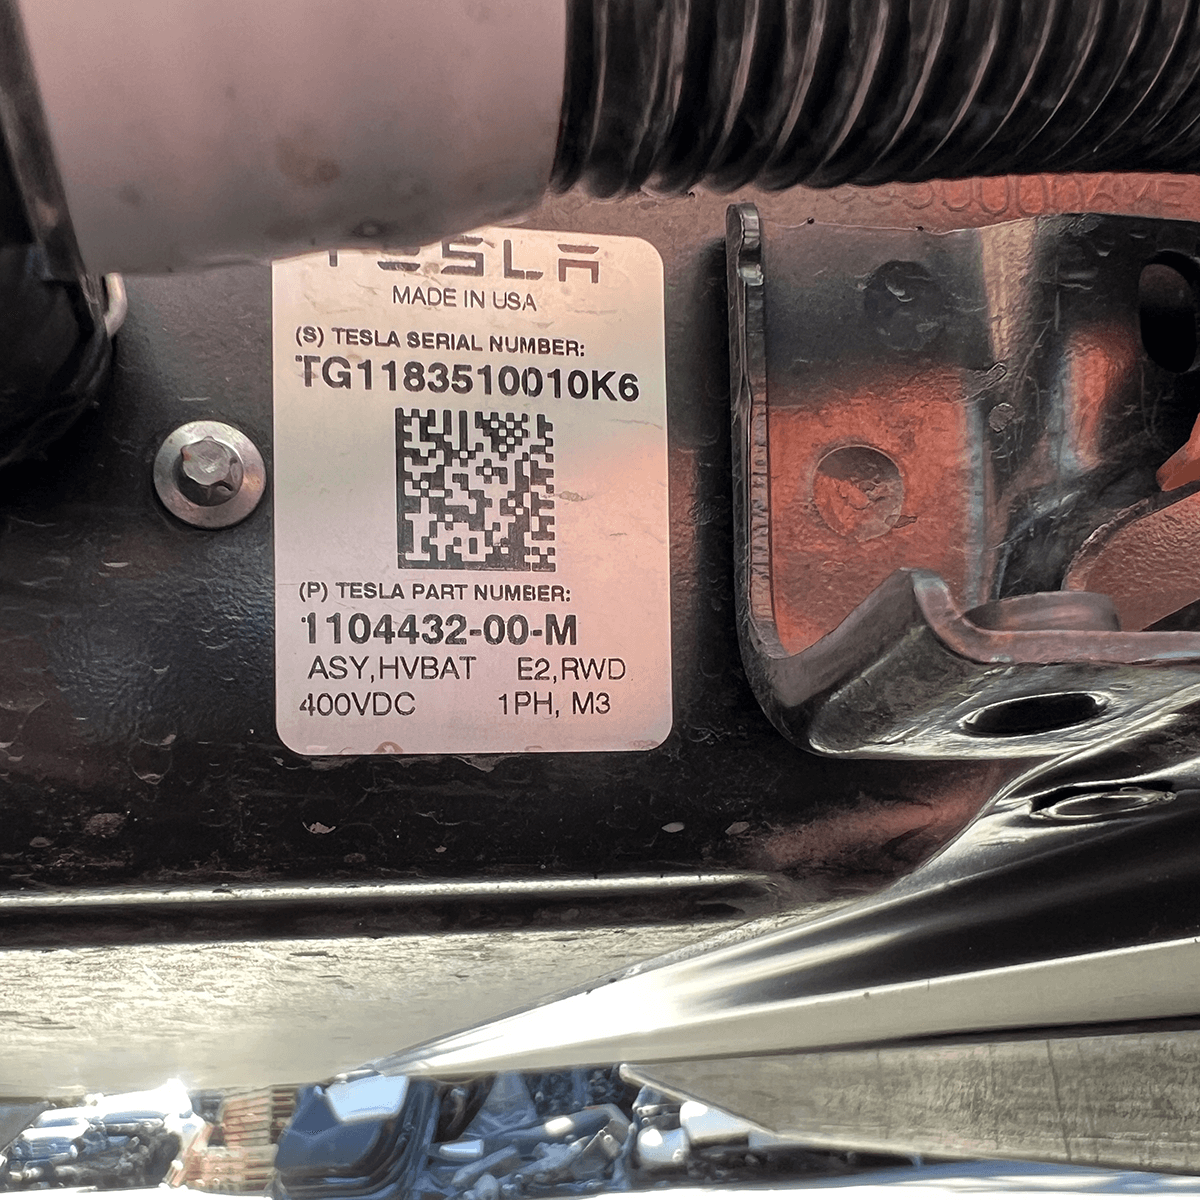 TESLA
MADE IN USA
(S) TESLA SERIAL NUMBER:
TG1183510010K6
(P) TESLA PART NUMBER:
1104432-00-M
ASY,HVBAT E2,RWD
400VDC 1PH, M3